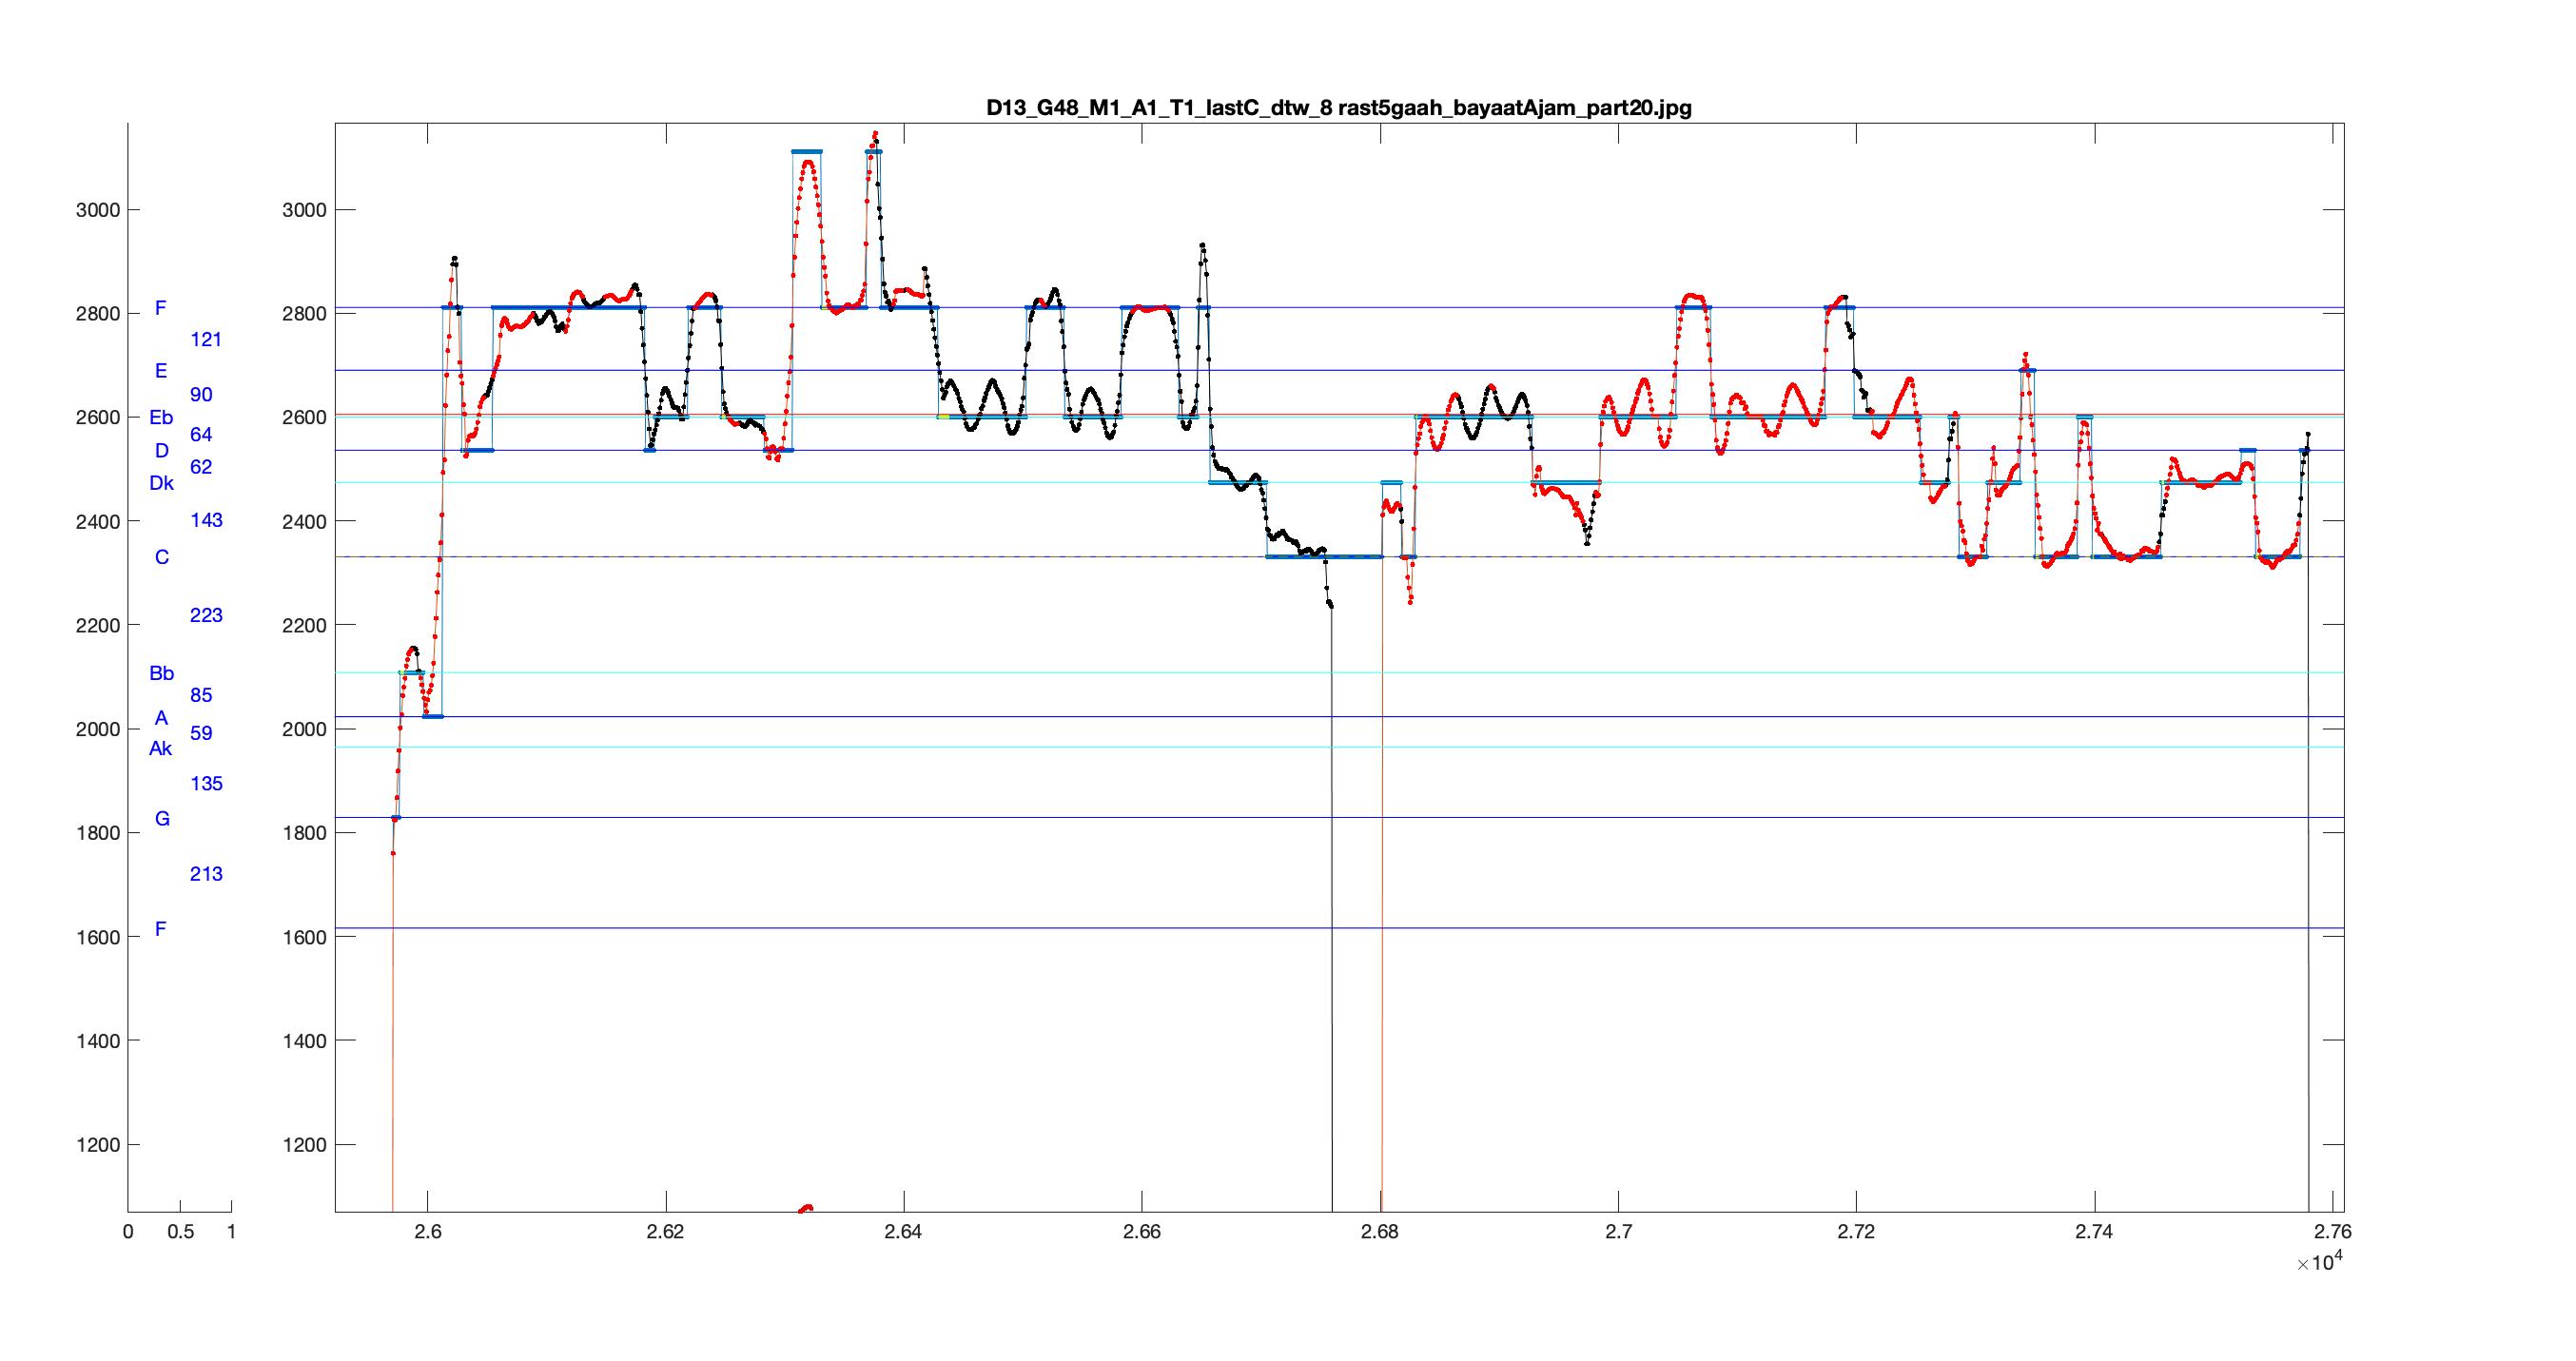 D13_G48_M1_A1_T1_lastC_dtw_8 rast5gaah_bayaatAjam_part20.jpg
3000 3000
F
2800 2800
121
E
90
2600 Eb 2600
64
D
62
Dk
143
2400 2400
C
223
2200 2200
Bb
85
A
2000 59 2000
Ak
135
G
1800 1800
213
F
1600 1600
1400 1400
1200 1200
0 0.5 1 2.6 2.62 2.64 2.66 2.68 2.7 2.72 2.74 2.76
×10⁴